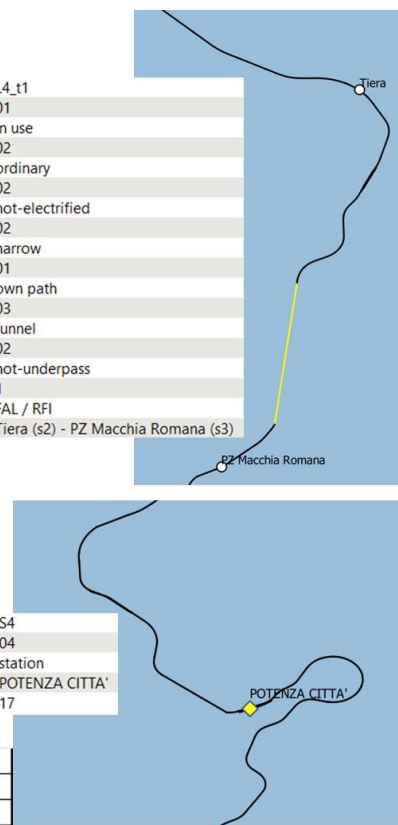 Tiera
4_t1
01
n use
02
ordinary
02
not-electrified
02
narrow
01
own path
03
tunnel
02
not-underpass
FAL / RFI
Tiera (s2) - PZ Macchia Romana (s3)
PZ Macchia Romana
S4
04
station
POTENZA CITTA'
17
POTENZA CITTA'